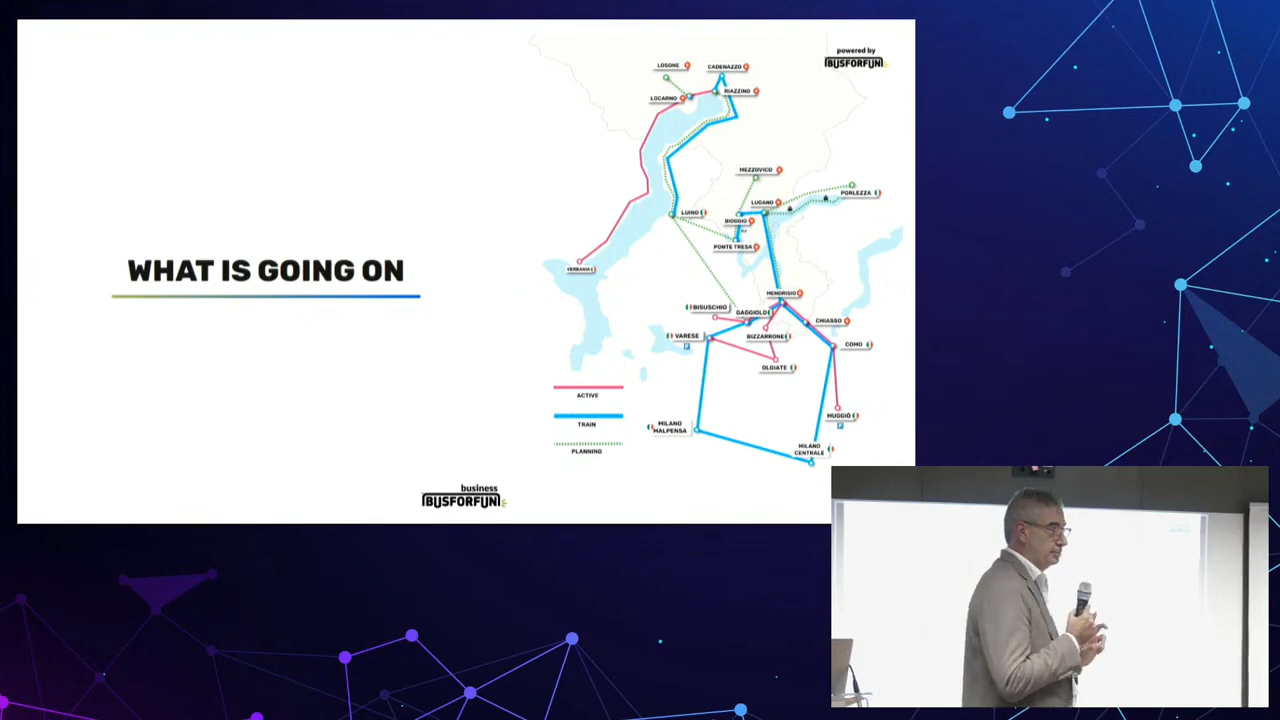 WHAT IS GOING ON
powered by
BUSFORFUN!
LOSONE
CADENAZZO
LOCARNO
RIAZZINO
MEZZOVICO
PORLEZZA
LUGANO
LUINO
BIOGGIO
PONTE TRESA
VERBANIA
MENDRISIO
BISUSCHIO
GAGGIOLO
CHIASSO
VARESE
P
BIZZARRONE
COMO
OLGIATE
ACTIVE
TRAIN
PLANNING
MUGGIÒ
P
MILANO
MALPENSA
MILANO
CENTRALE
business
BUSFORFUN!